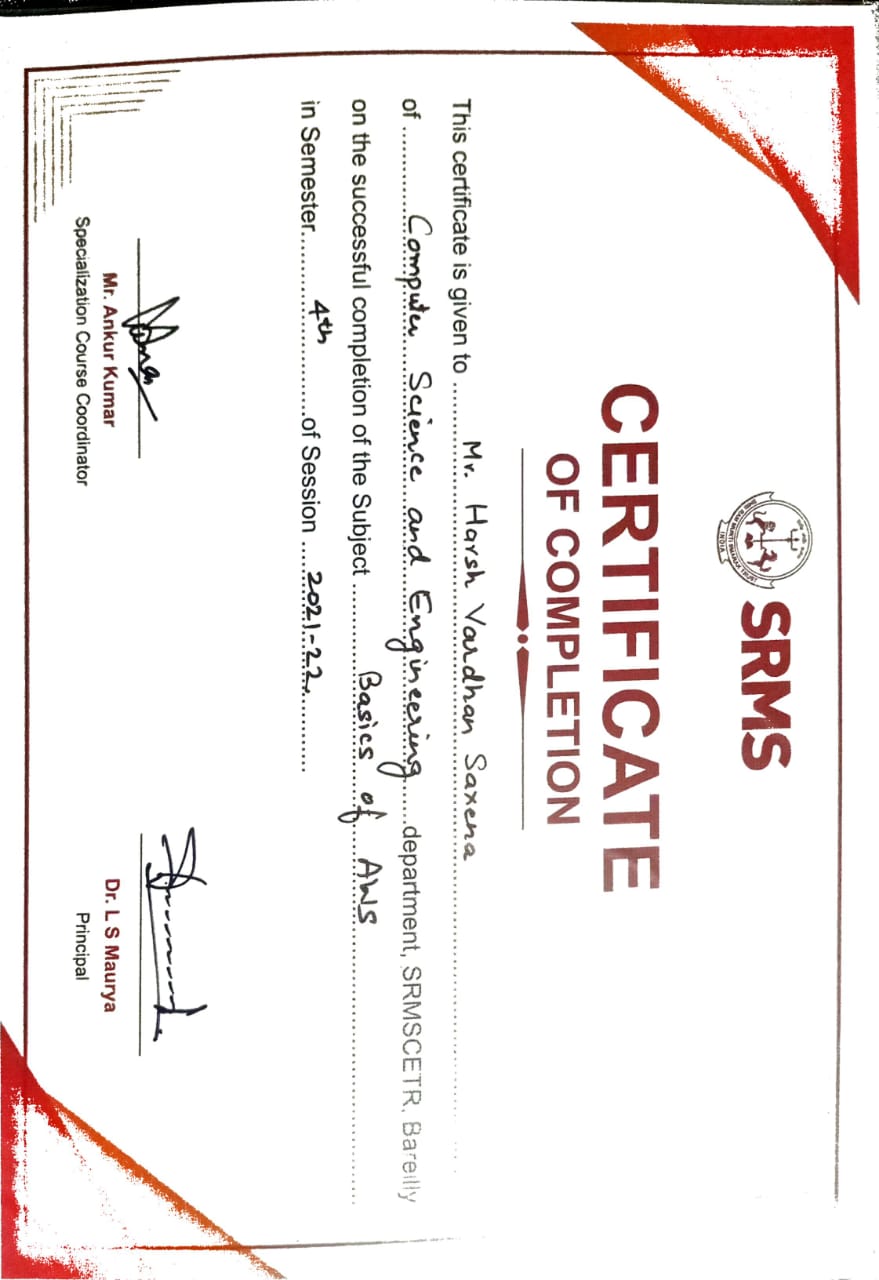 SHRI RAM MURTI SMARAK TRUST
INDIA
SRMS
CERTIFICATE
OF COMPLETION
This certificate is given to Mr. Harsh Vardhan Saxena
of Computer Science and Engineering department, SRMSCETR, Bareilly
on the successful completion of the Subject Basics of AWS
in Semester 4th of Session 2021-22
Mr. Ankur Kumar
Specialization Course Coordinator
Dr. L S Maurya
Principal